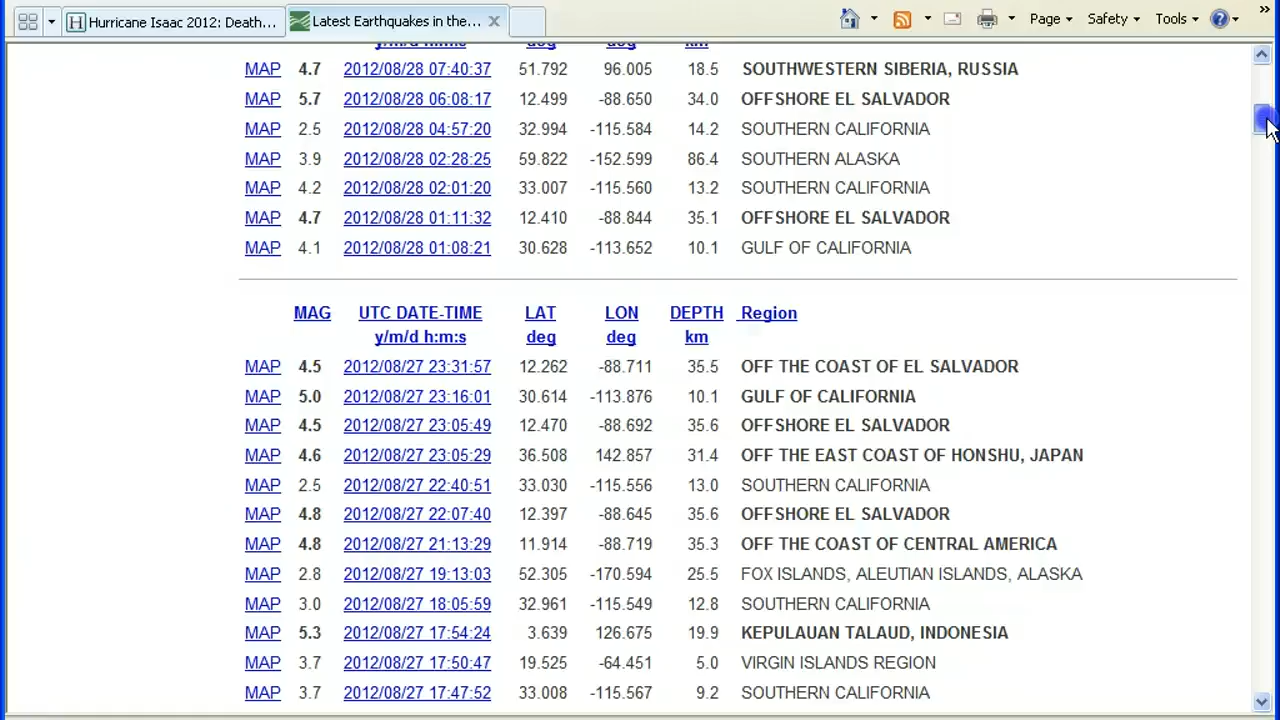 Hurricane Isaac 2012: Death... Latest Earthquakes in the... Page Safety Tools
y/m/d h:m:s deg deg km
MAP 4.7 2012/08/28 07:40:37 51.792 96.005 18.5 SOUTHWESTERN SIBERIA, RUSSIA
MAP 5.7 2012/08/28 06:08:17 12.499 -88.650 34.0 OFFSHORE EL SALVADOR
MAP 2.5 2012/08/28 04:57:20 32.994 -115.584 14.2 SOUTHERN CALIFORNIA
MAP 3.9 2012/08/28 02:28:25 59.822 -152.599 86.4 SOUTHERN ALASKA
MAP 4.2 2012/08/28 02:01:20 33.007 -115.560 13.2 SOUTHERN CALIFORNIA
MAP 4.7 2012/08/28 01:11:32 12.410 -88.844 35.1 OFFSHORE EL SALVADOR
MAP 4.1 2012/08/28 01:08:21 30.628 -113.652 10.1 GULF OF CALIFORNIA
MAG UTC DATE-TIME LAT LON DEPTH Region
y/m/d h:m:s deg deg km
MAP 4.5 2012/08/27 23:31:57 12.262 -88.711 35.5 OFF THE COAST OF EL SALVADOR
MAP 5.0 2012/08/27 23:16:01 30.614 -113.876 10.1 GULF OF CALIFORNIA
MAP 4.5 2012/08/27 23:05:49 12.470 -88.692 35.6 OFFSHORE EL SALVADOR
MAP 4.6 2012/08/27 23:05:29 36.508 142.857 31.4 OFF THE EAST COAST OF HONSHU, JAPAN
MAP 2.5 2012/08/27 22:40:51 33.030 -115.556 13.0 SOUTHERN CALIFORNIA
MAP 4.8 2012/08/27 22:07:40 12.397 -88.645 35.6 OFFSHORE EL SALVADOR
MAP 4.8 2012/08/27 21:13:29 11.914 -88.719 35.3 OFF THE COAST OF CENTRAL AMERICA
MAP 2.8 2012/08/27 19:13:03 52.305 -170.594 25.5 FOX ISLANDS, ALEUTIAN ISLANDS, ALASKA
MAP 3.0 2012/08/27 18:05:59 32.961 -115.549 12.8 SOUTHERN CALIFORNIA
MAP 5.3 2012/08/27 17:54:24 3.639 126.675 19.9 KEPULAUAN TALAUD, INDONESIA
MAP 3.7 2012/08/27 17:50:47 19.525 -64.451 5.0 VIRGIN ISLANDS REGION
MAP 3.7 2012/08/27 17:47:52 33.008 -115.567 9.2 SOUTHERN CALIFORNIA